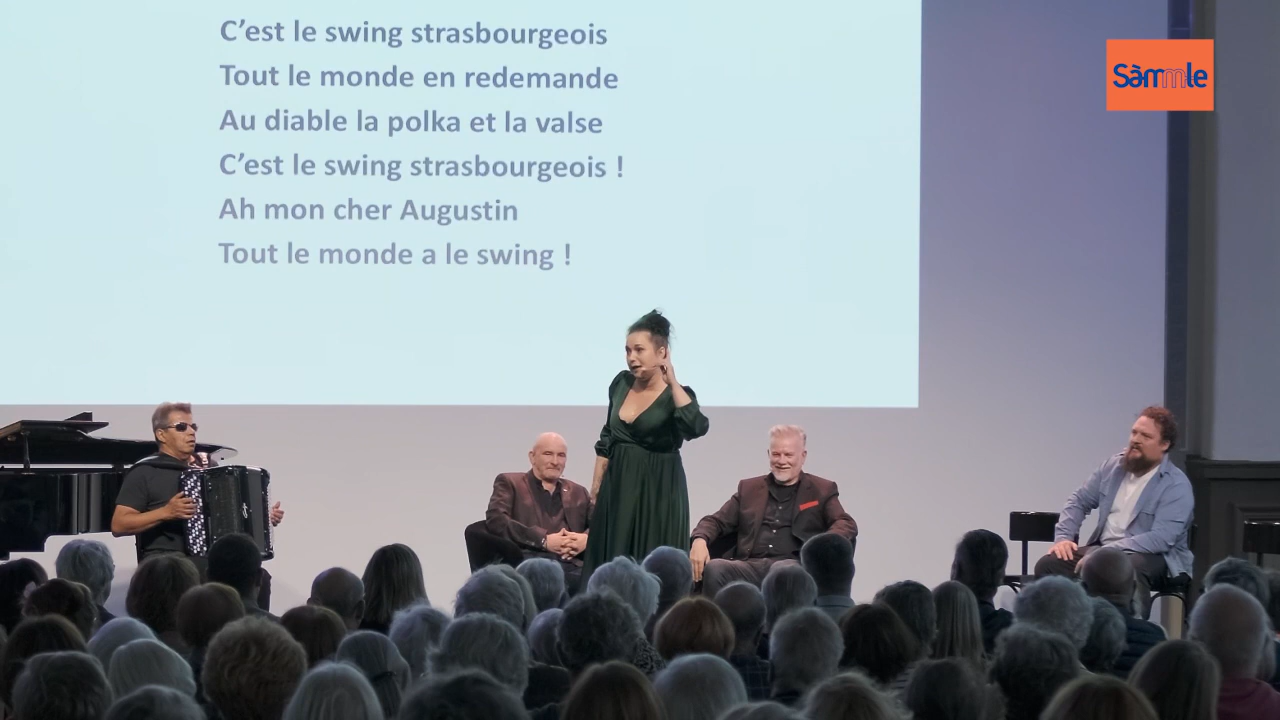 C’est le swing strasbourgeois
Tout le monde en redemande
Au diable la polka et la valse
C’est le swing strasbourgeois !
Ah mon cher Augustin
Tout le monde a le swing !
Sàmmle